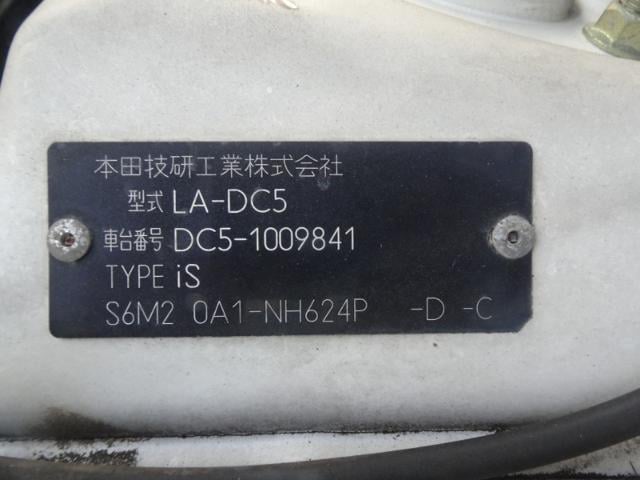 本田技研工業株式会社
型式 LA-DC5
車台番号 DC5-1009841
TYPE iS
S6M2 0A1-NH624P -D -C